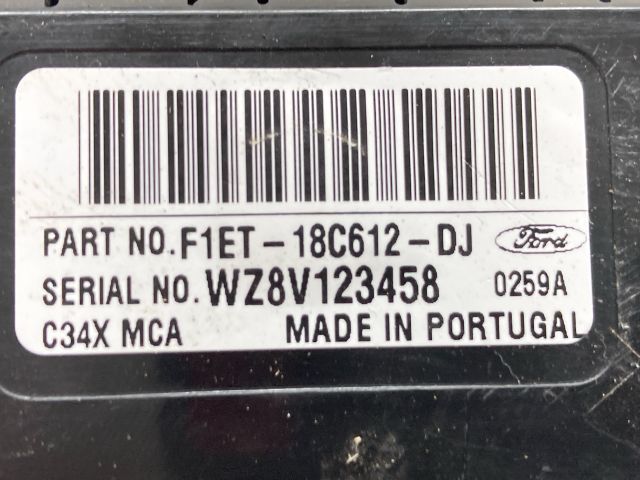 PART NO. F1ET-18C612-DJ Ford
SERIAL NO. WZ8V123458 0259A
C34X MCA MADE IN PORTUGAL